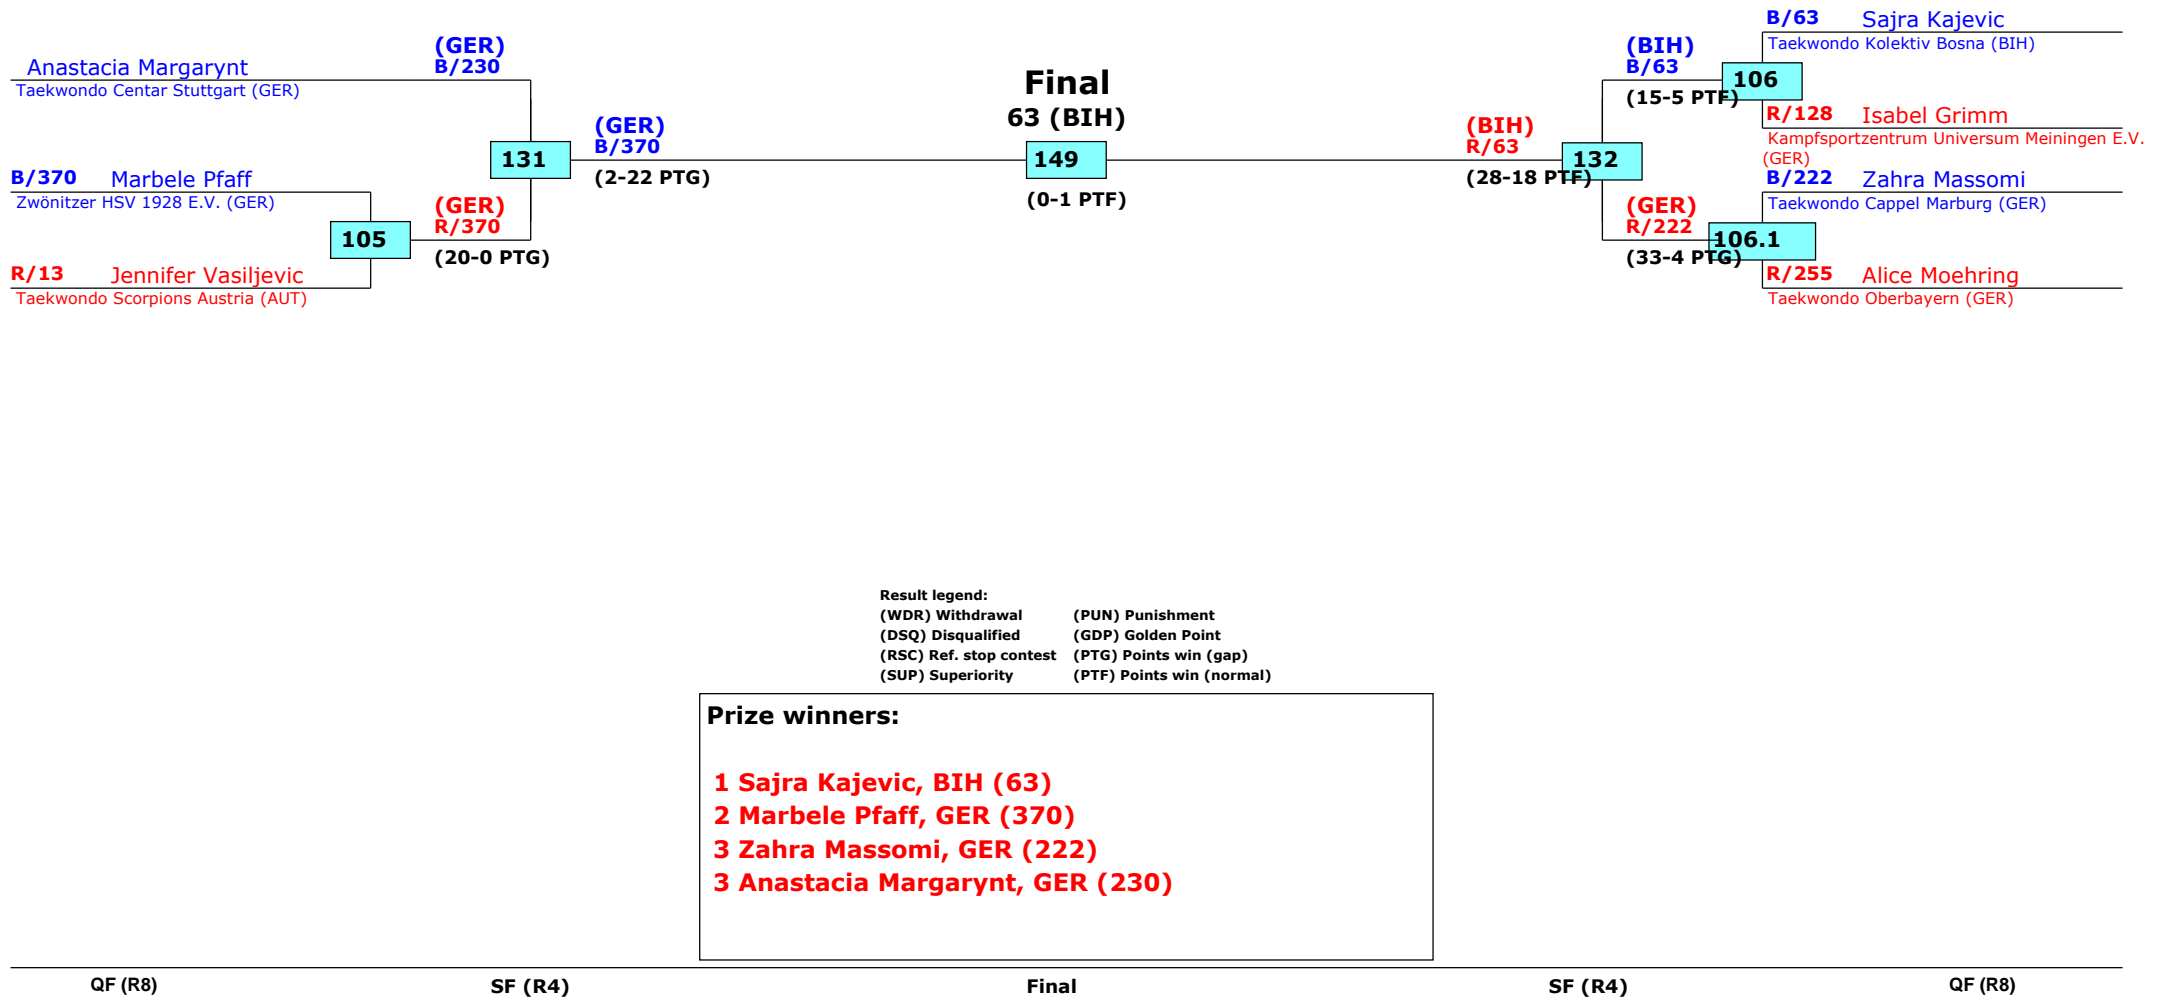 Anastacia Margarynt
Taekwondo Centar Stuttgart (GER)
B/370 Marbele Pfaff
Zwönitzer HSV 1928 E.V. (GER)
105
R/13 Jennifer Vasiljevic
Taekwondo Scorpions Austria (AUT)
(GER)
B/230
131
(GER)
R/370
(20-0 PTG)
(GER)
B/370
(2-22 PTG)
Final
63 (BIH)
149
(0-1 PTF)
(BIH)
R/63
132
(28-18 PTF)
(BIH)
B/63
106
(15-5 PTF)
(GER)
R/222
106.1
(33-4 PTG)
B/63 Sajra Kajevic
Taekwondo Kolektiv Bosna (BIH)
R/128 Isabel Grimm
Kampfsportzentrum Universum Meiningen E.V.
(GER)
B/222 Zahra Massomi
Taekwondo Cappel Marburg (GER)
R/255 Alice Moehring
Taekwondo Oberbayern (GER)
Result legend:
(WDR) Withdrawal (PUN) Punishment
(DSQ) Disqualified (GDP) Golden Point
(RSC) Ref. stop contest (PTG) Points win (gap)
(SUP) Superiority (PTF) Points win (normal)
Prize winners:
1 Sajra Kajevic, BIH (63)
2 Marbele Pfaff, GER (370)
3 Zahra Massomi, GER (222)
3 Anastacia Margarynt, GER (230)
QF (R8) SF (R4) Final SF (R4) QF (R8)